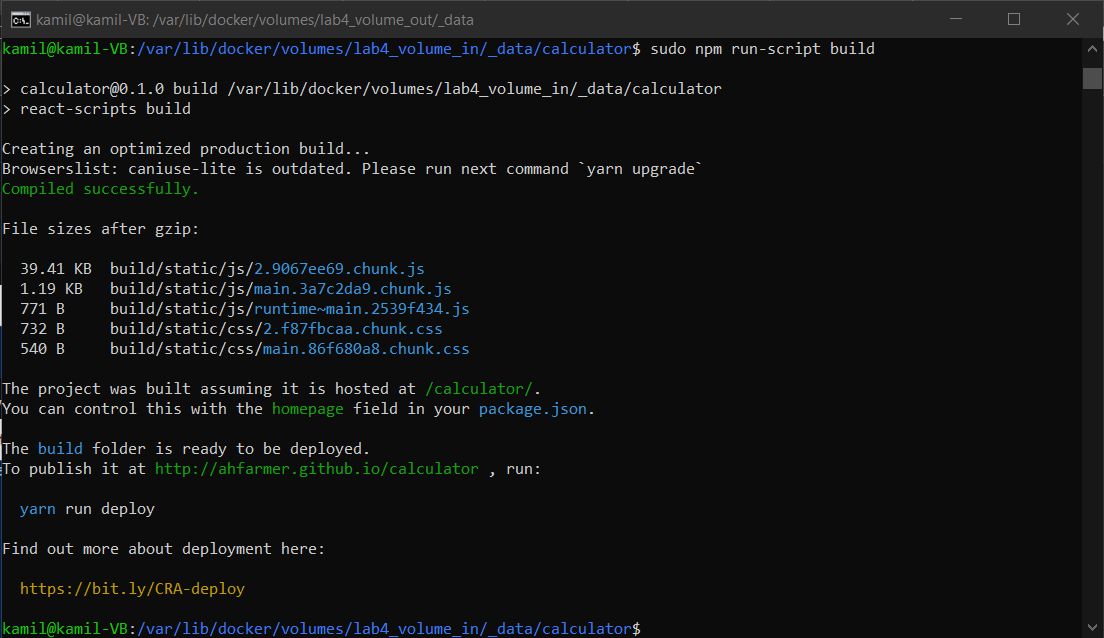 kamil@kamil-VB: /var/lib/docker/volumes/lab4_volume_out/_data
kamil@kamil-VB:/var/lib/docker/volumes/lab4_volume_in/_data/calculator$ sudo npm run-script build
> calculator@0.1.0 build /var/lib/docker/volumes/lab4_volume_in/_data/calculator
> react-scripts build
Creating an optimized production build...
Browserslist: caniuse-lite is outdated. Please run next command `yarn upgrade`
Compiled successfully.
File sizes after gzip:
39.41 KB  build/static/js/2.9067ee69.chunk.js
1.19 KB   build/static/js/main.3a7c2da9.chunk.js
771 B     build/static/js/runtime~main.2539f434.js
732 B     build/static/css/2.f87fbcaa.chunk.css
540 B     build/static/css/main.86f680a8.chunk.css
The project was built assuming it is hosted at /calculator/.
You can control this with the homepage field in your package.json.
The build folder is ready to be deployed.
To publish it at http://ahfarmer.github.io/calculator , run:
yarn run deploy
Find out more about deployment here:
https://bit.ly/CRA-deploy
kamil@kamil-VB:/var/lib/docker/volumes/lab4_volume_in/_data/calculator$